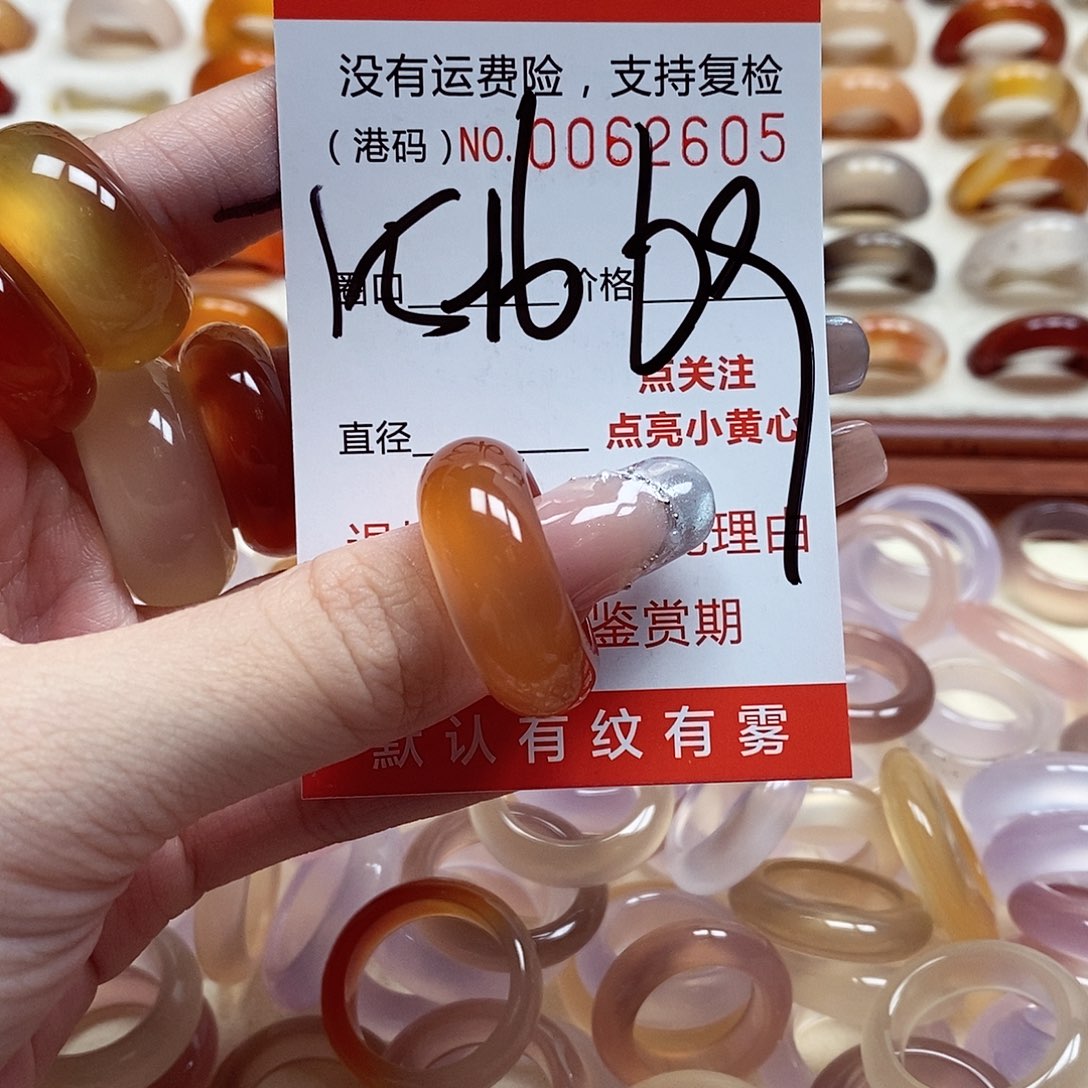 没有运费险，支持复检
(港码) NO. 0062605
圈口 价格
点关注
直径 点亮小黄心
理由
鉴赏期
默认有纹有雾